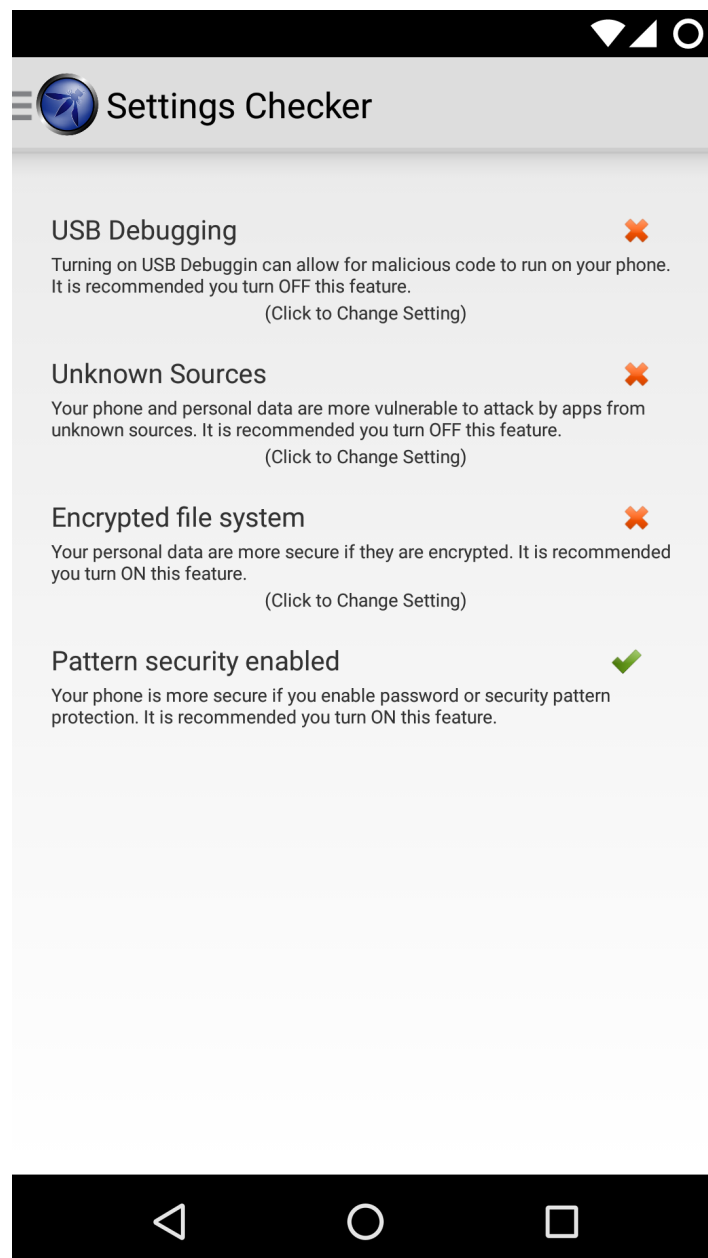 Settings Checker
USB Debugging
Turning on USB Debuggin can allow for malicious code to run on your phone.
It is recommended you turn OFF this feature.
(Click to Change Setting)
Unknown Sources
Your phone and personal data are more vulnerable to attack by apps from
unknown sources. It is recommended you turn OFF this feature.
(Click to Change Setting)
Encrypted file system
Your personal data are more secure if they are encrypted. It is recommended
you turn ON this feature.
(Click to Change Setting)
Pattern security enabled
Your phone is more secure if you enable password or security pattern
protection. It is recommended you turn ON this feature.